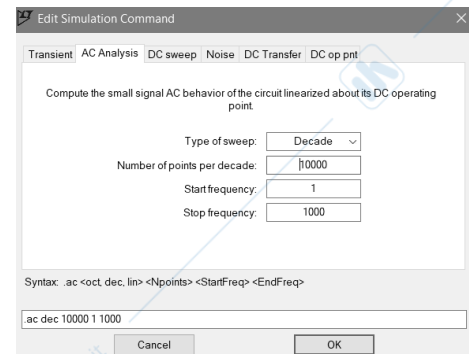 Edit Simulation Command
Transient AC Analysis DC sweep Noise DC Transfer DC op pnt
Compute the small signal AC behavior of the circuit linearized about its DC operating
point.
Type of sweep: Decade
Number of points per decade: 10000
Start frequency: 1
Stop frequency: 1000
Syntax: .ac <oct, dec, lin> <Npoints> <StartFreq> <EndFreq>
.ac dec 10000 1 1000
Cancel OK